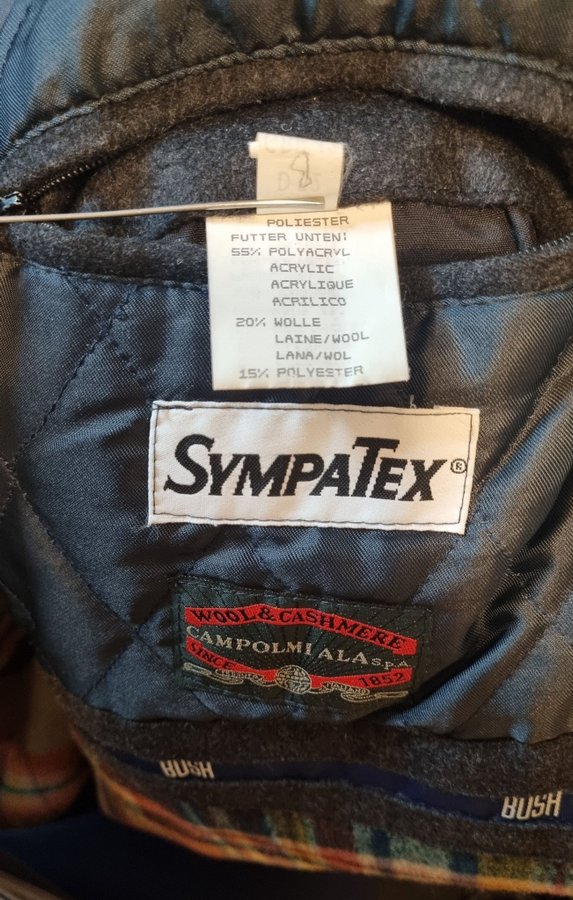 8
POLIESTER
FUTTER UNTEN:
55% POLYACRYL
ACRYLIC
ACRYLIQUE
ACRILICO
20% WOLLE
LAINE/WOOL
LANA/WOL
15% POLYESTER
SYMPATEX®
WOOL & CASHMERE
CAMPOLMI ALA S.P.A
SINCE 1852
BUSH
BUSH